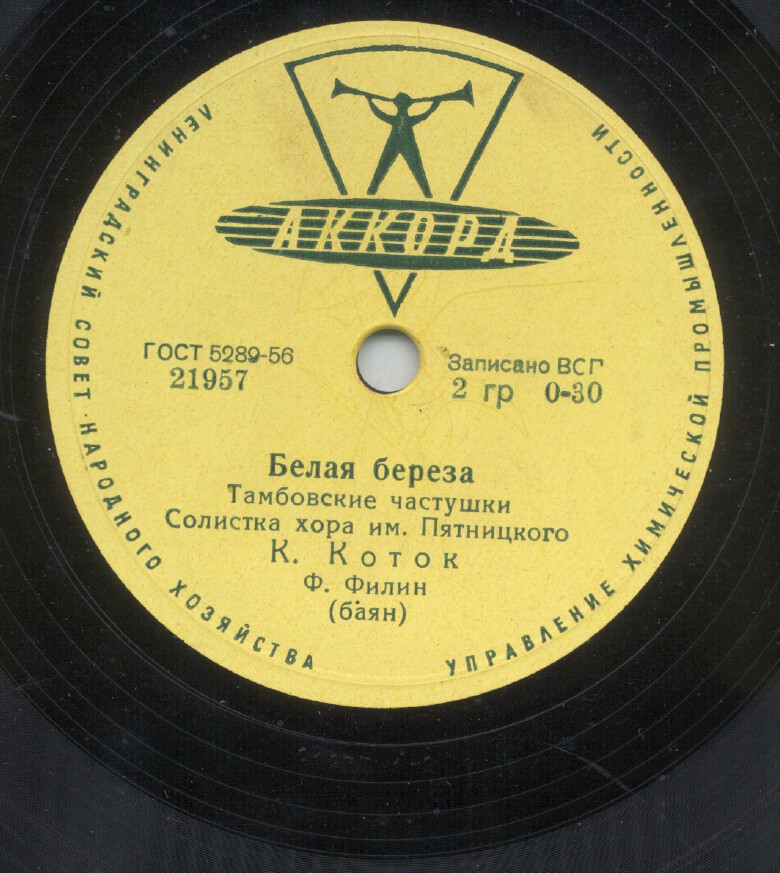 ЛЕНИНГРАДСКИЙ СОВЕТ НАРОДНОГО ХОЗЯЙСТВА
УПРАВЛЕНИЕ ХИМИЧЕСКОЙ ПРОМЫШЛЕННОСТИ
АККОРД
ГОСТ 5289-56
21957
Записано ВСГ
2 гр 0-30
Белая береза
Тамбовские частушки
Солистка хора им. Пятницкого
К. Коток
Ф. Филин
(баян)